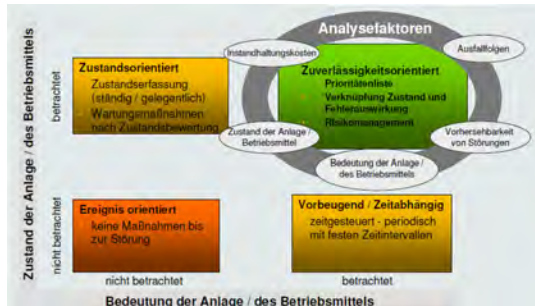 Analysefaktoren
Instandhaltungskosten
Ausfallfolgen
Zustandsorientiert
Zustandserfassung
(ständig / gelegentlich)
Wartungsmaßnahmen
nach Zustandsbewertung
Zuverlässigkeitsorientiert
Prioritätenliste
Verknüpfung Zustand und
Fehlerauswirkung
Risikomanagement
Zustand der Anlage /
Betriebsmittel
Vorhersehbarkeit
von Störungen
Bedeutung der Anlage /
des Betriebsmittels
Ereignis orientiert
keine Maßnahmen bis
zur Störung
Vorbeugend / Zeitabhängig
zeitgesteuert - periodisch
mit festen Zeitintervallen
Zustand der Anlage / des Betriebsmittels
betrachtet
nicht betrachtet
nicht betrachtet
betrachtet
Bedeutung der Anlage / des Betriebsmittels